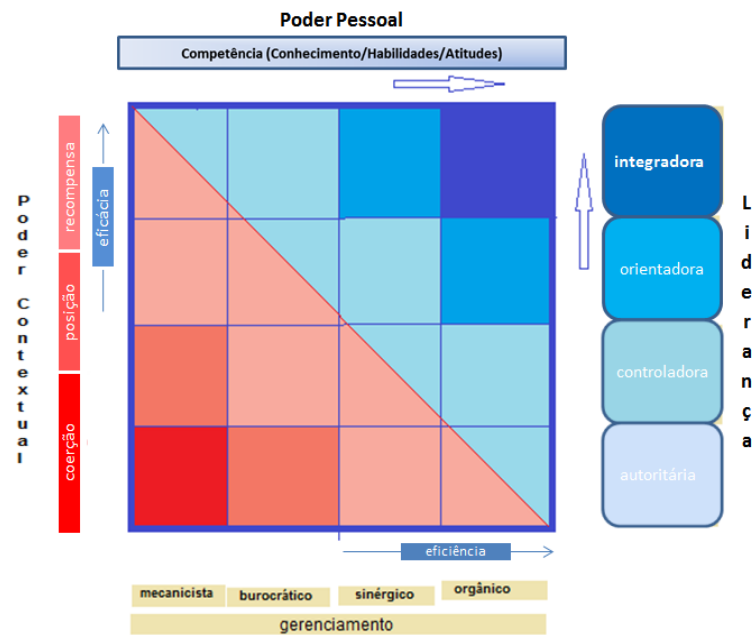 Poder Pessoal
Competência (Conhecimento/Habilidades/Atitudes)
Poder Contextual
recompensa
posição
coerção
eficácia
integradora
orientadora
controladora
autoritária
Liderança
eficiência
mecanicista
burocrático
sinérgico
orgânico
gerenciamento